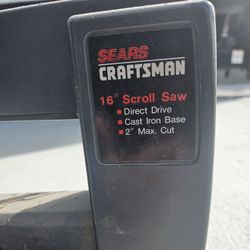 SEARS
CRAFTSMAN
16" Scroll Saw
■ Direct Drive
■ Cast Iron Base
■ 2" Max. Cut